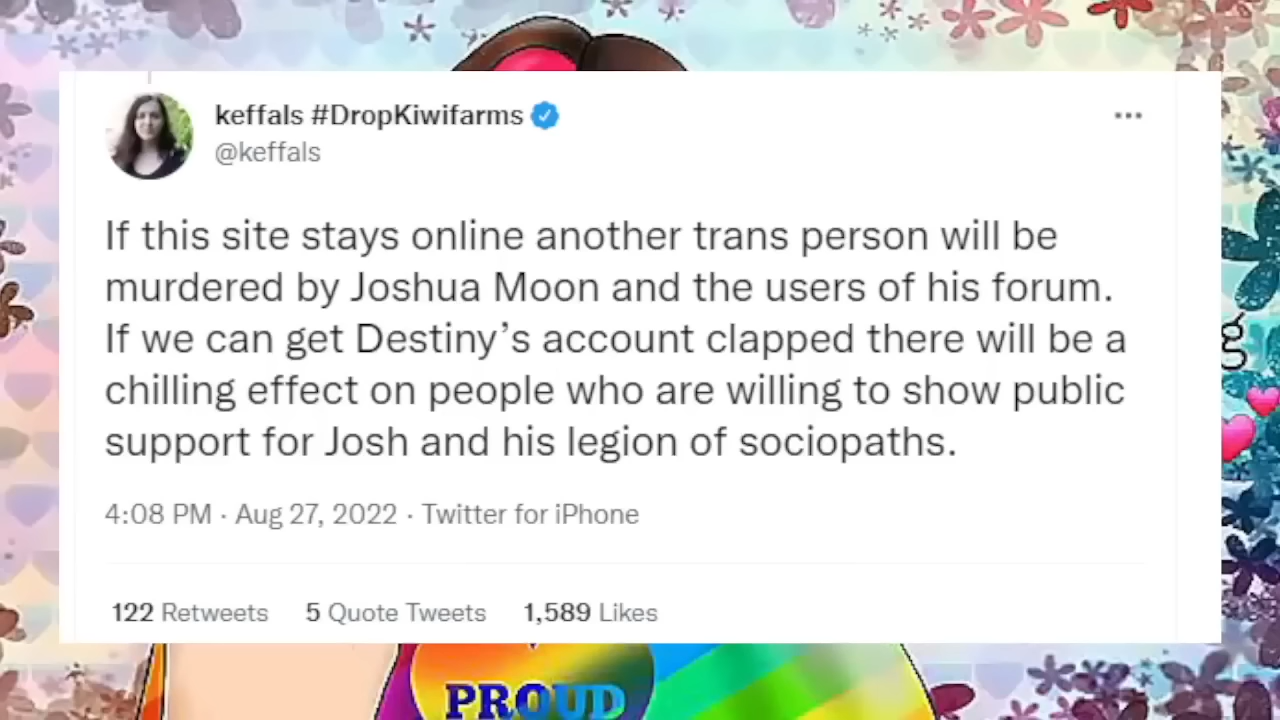 keffals #DropKiwifarms
@keffals
If this site stays online another trans person will be
murdered by Joshua Moon and the users of his forum.
If we can get Destiny’s account clapped there will be a
chilling effect on people who are willing to show public
support for Josh and his legion of sociopaths.
4:08 PM · Aug 27, 2022 · Twitter for iPhone
122 Retweets 5 Quote Tweets 1,589 Likes
g
PROUD